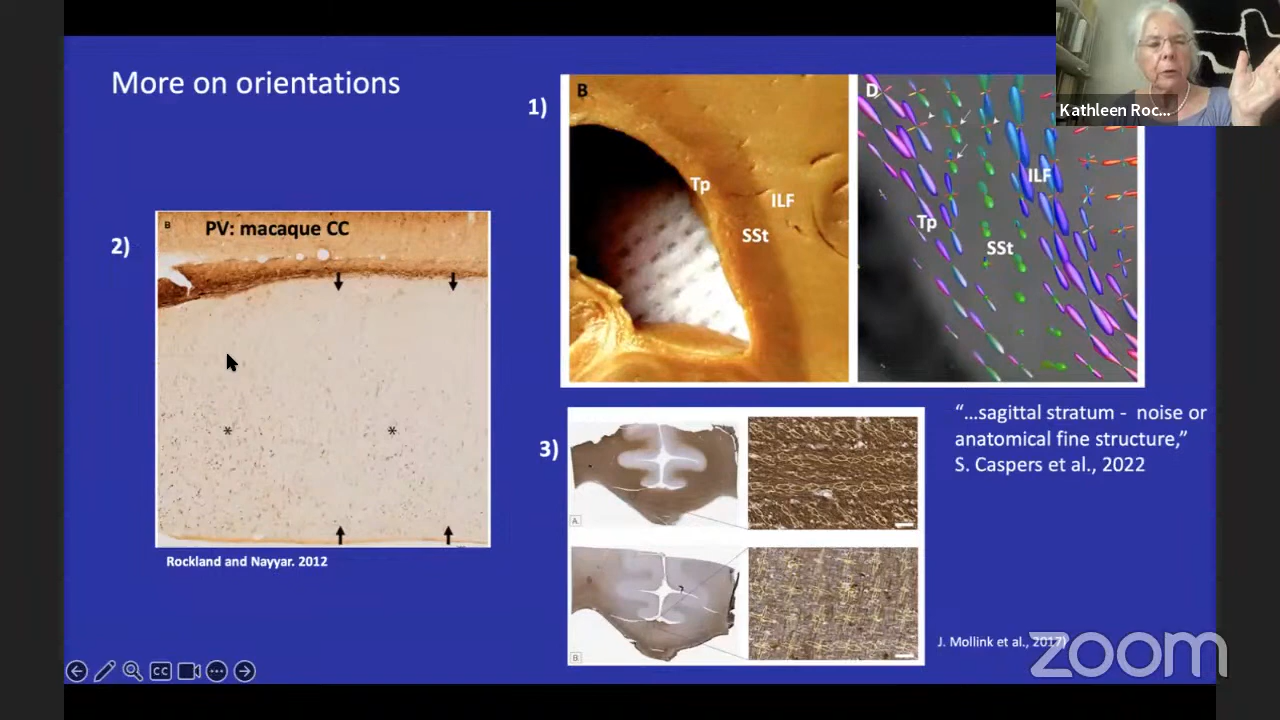 More on orientations
Kathleen Roc...
1)
B
Tp
ILF
SSt
D
ILF
Tp
SSt
2)
B
PV: macaque CC
*
*
Rockland and Nayyar. 2012
"...sagittal stratum - noise or
anatomical fine structure,"
S. Caspers et al., 2022
3)
A
B
?
J. Mollink et al., 2017)
CC
zoom